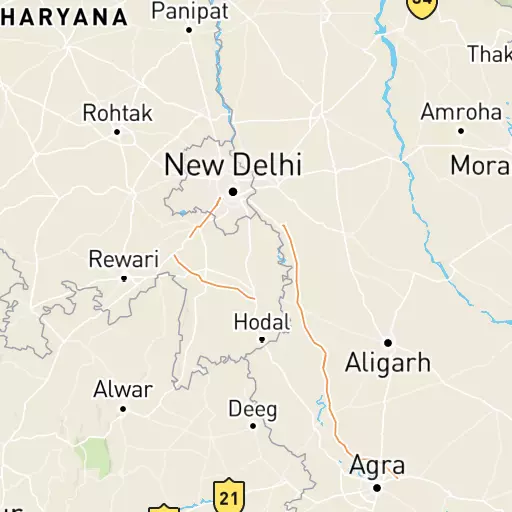 HARYANA
Panipat
Thak
Rohtak
Amroha
New Delhi
Mora
Rewari
Hodal
Aligarh
Alwar
Deeg
Agra
21